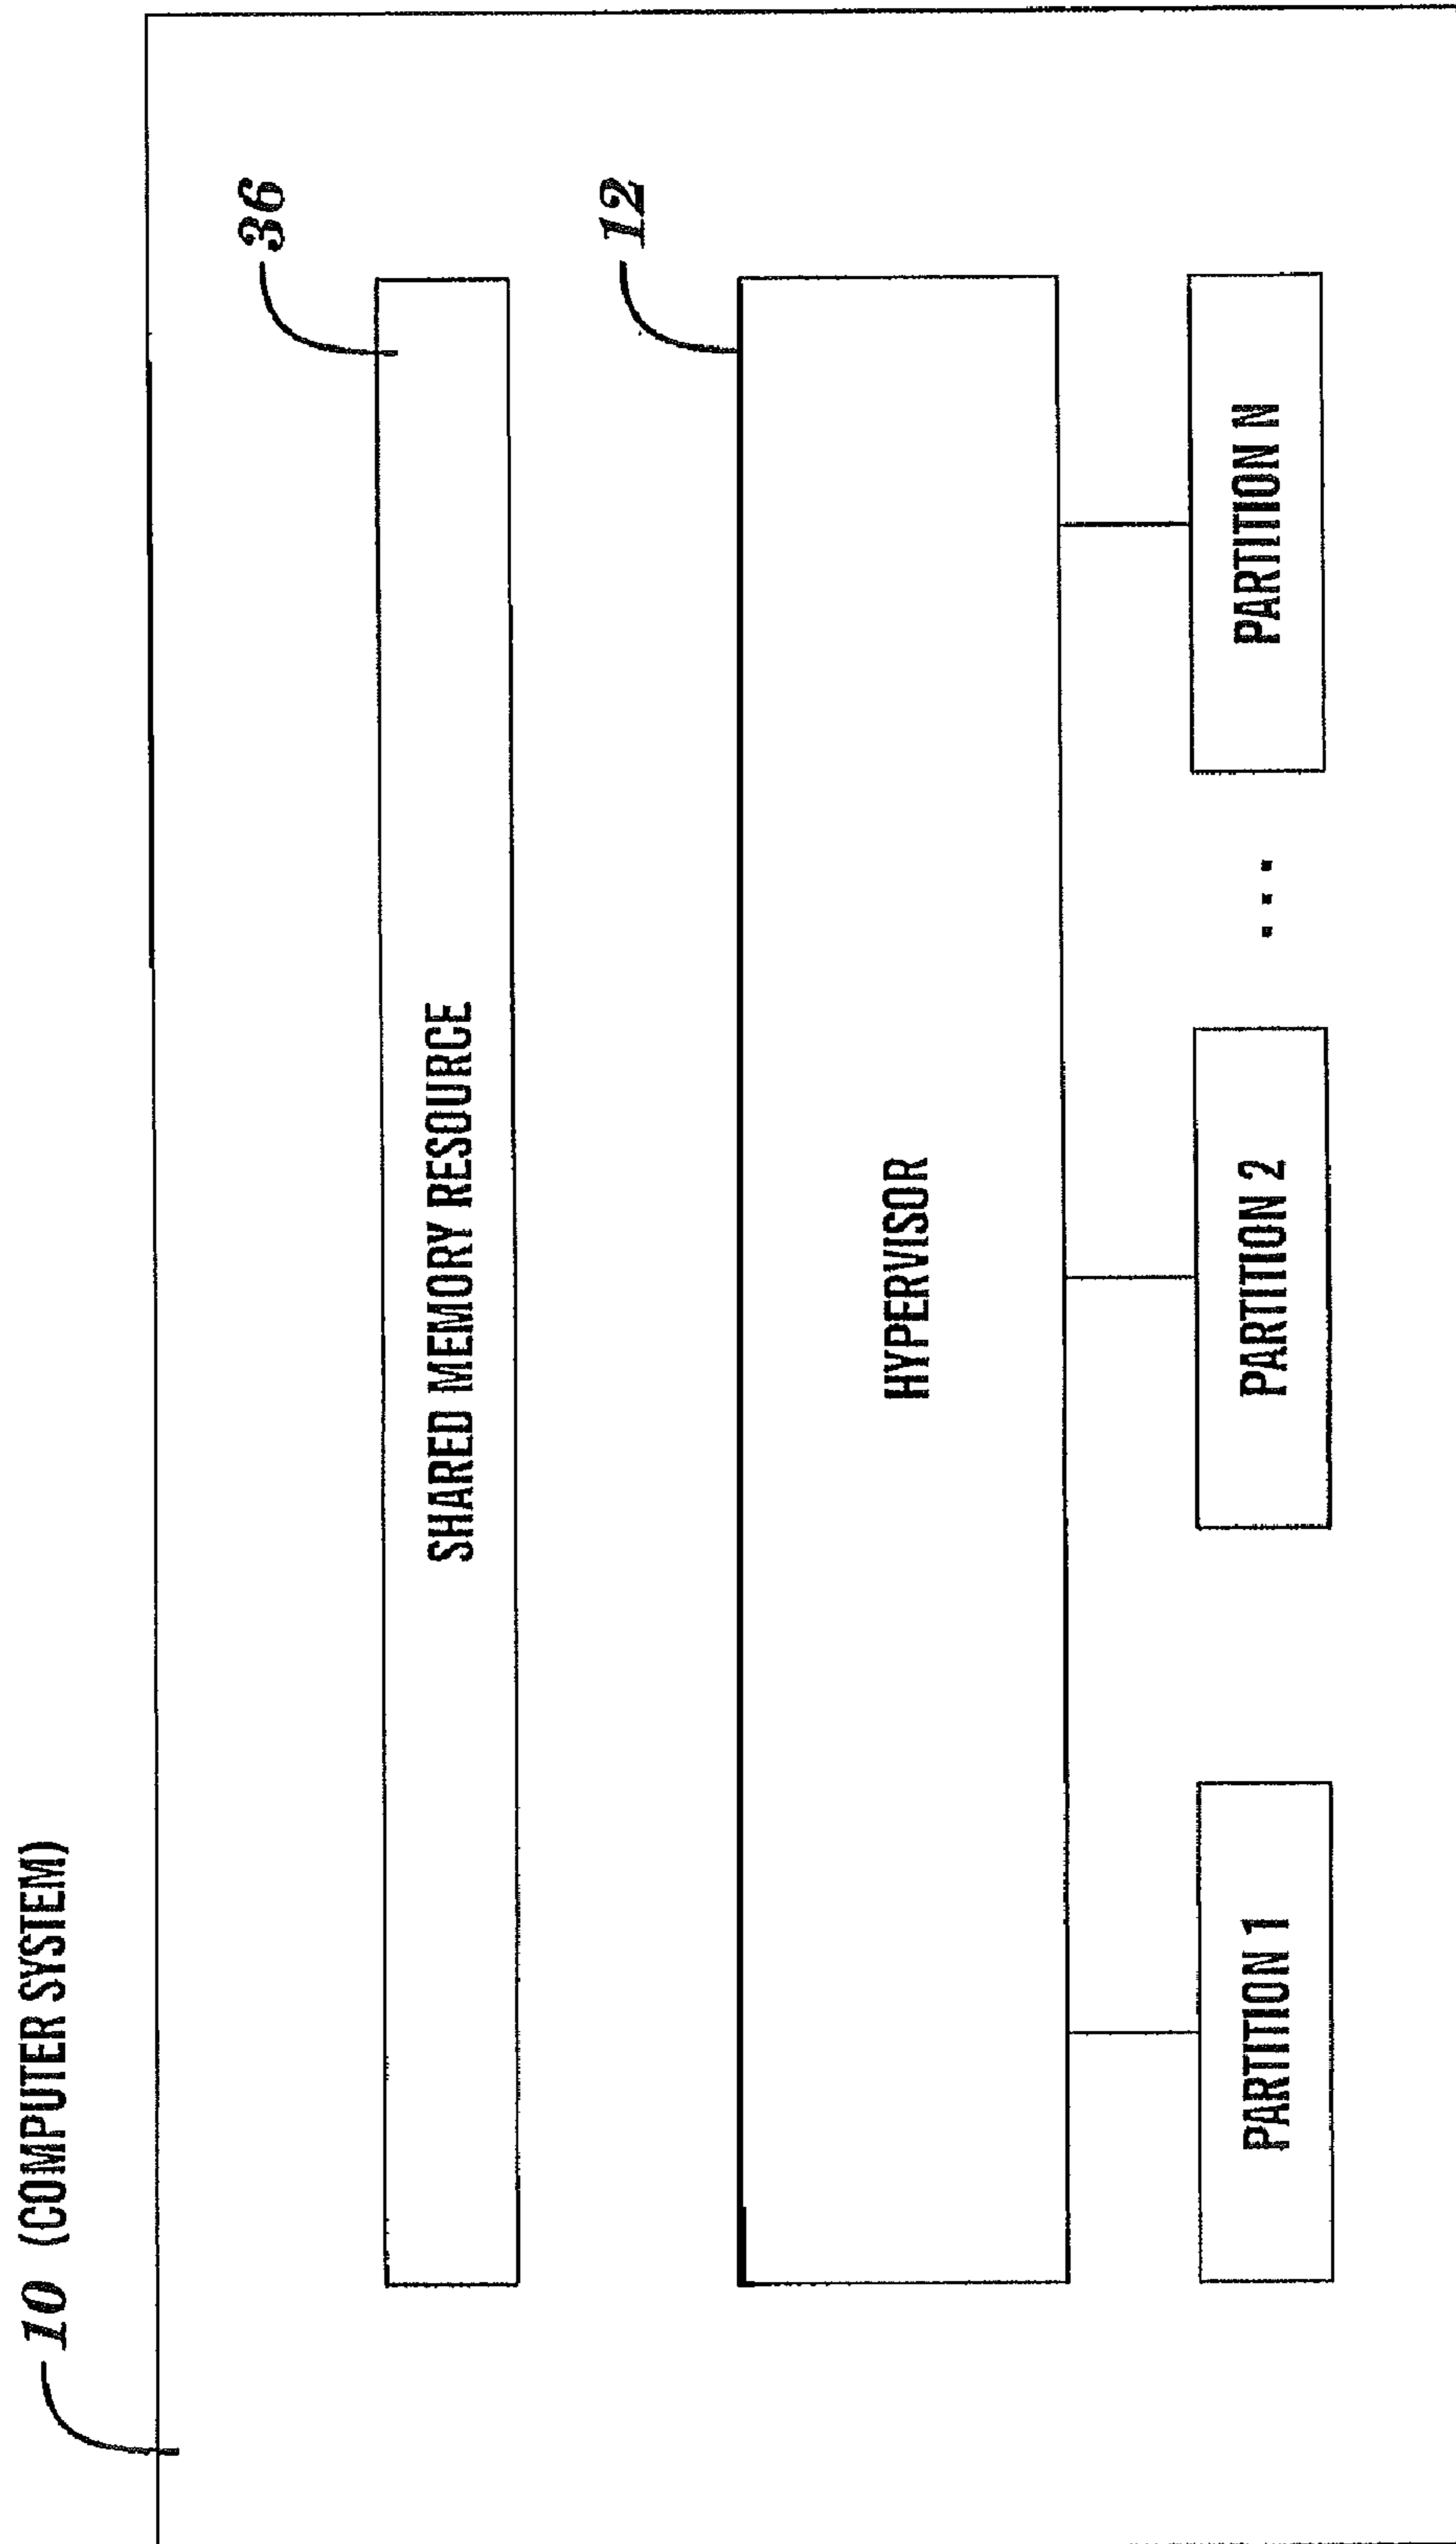 10 (COMPUTER SYSTEM)
36
SHARED MEMORY RESOURCE
12
HYPERVISOR
PARTITION 1
PARTITION 2
...
PARTITION N